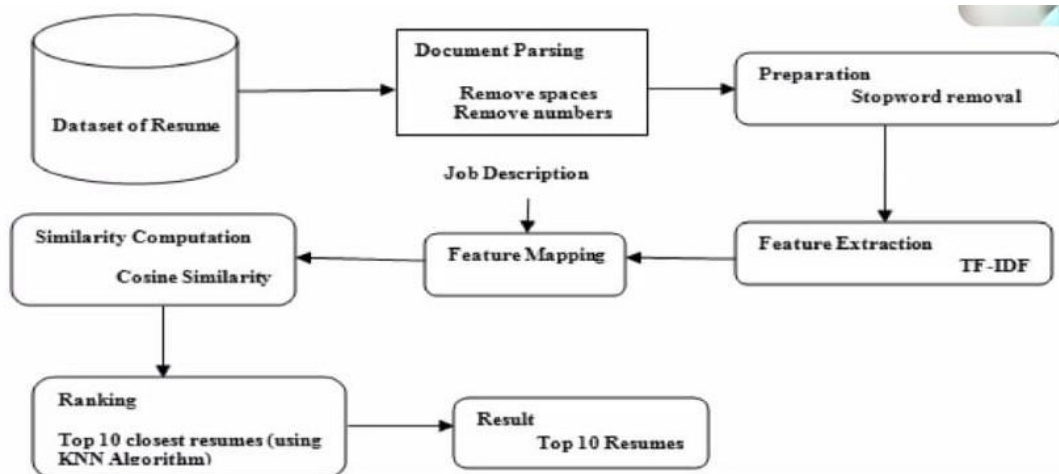 Dataset of Resume
Document Parsing
Remove spaces
Remove numbers
Preparation
Stopword removal
Feature Extraction
TF-IDF
Job Description
Feature Mapping
Similarity Computation
Cosine Similarity
Ranking
Top 10 closest resumes (using
KNN Algorithm)
Result
Top 10 Resumes